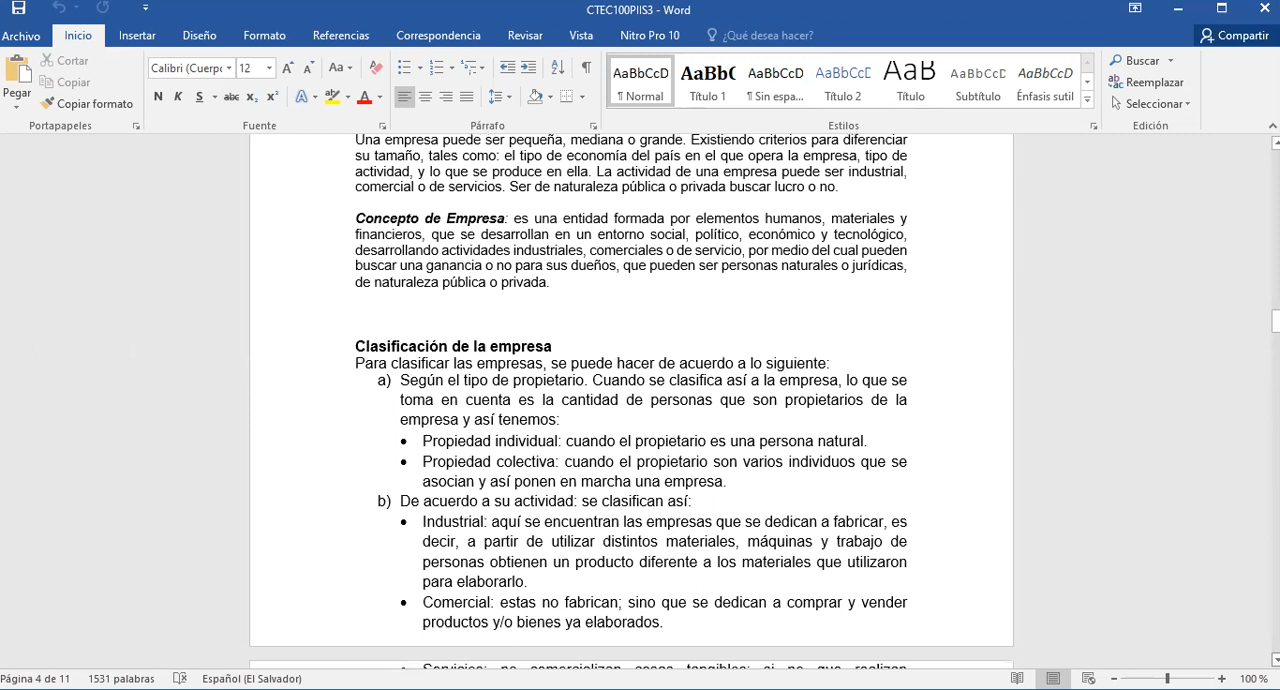 CTEC100PIIS3 - Word
Archivo Inicio Insertar Diseño Formato Referencias Correspondencia Revisar Vista Nitro Pro 10 ¿Qué desea hacer? Compartir
Pegar
Cortar
Copiar
Copiar formato
Portapapeles
Calibri (Cuerpo 12
N K S abc x₂ x²
Fuente
Párrafo
AaBbCcD AaBbC AaBbCcD AaBbCcC AaB AaBbCcC AaBbCcD
¶ Normal Título 1 ¶ Sin espa... Título 2 Título Subtítulo Énfasis sutil
Estilos
Buscar
Reemplazar
Seleccionar
Edición
Una empresa puede ser pequeña, mediana o grande. Existiendo criterios para diferenciar
su tamaño, tales como: el tipo de economía del país en el que opera la empresa, tipo de
actividad, y lo que se produce en ella. La actividad de una empresa puede ser industrial,
comercial o de servicios. Ser de naturaleza pública o privada buscar lucro o no.
Concepto de Empresa: es una entidad formada por elementos humanos, materiales y
financieros, que se desarrollan en un entorno social, político, económico y tecnológico,
desarrollando actividades industriales, comerciales o de servicio, por medio del cual pueden
buscar una ganancia o no para sus dueños, que pueden ser personas naturales o jurídicas,
de naturaleza pública o privada.
Clasificación de la empresa
Para clasificar las empresas, se puede hacer de acuerdo a lo siguiente:
a) Según el tipo de propietario. Cuando se clasifica así a la empresa, lo que se
toma en cuenta es la cantidad de personas que son propietarios de la
empresa y así tenemos:
• Propiedad individual: cuando el propietario es una persona natural.
• Propiedad colectiva: cuando el propietario son varios individuos que se
asocian y así ponen en marcha una empresa.
b) De acuerdo a su actividad: se clasifican así:
• Industrial: aquí se encuentran las empresas que se dedican a fabricar, es
decir, a partir de utilizar distintos materiales, máquinas y trabajo de
personas obtienen un producto diferente a los materiales que utilizaron
para elaborarlo.
• Comercial: estas no fabrican; sino que se dedican a comprar y vender
productos y/o bienes ya elaborados.
• Servicios: no comercializan cosas tangibles; si no que realizan
Página 4 de 11 1531 palabras Español (El Salvador) 100 %